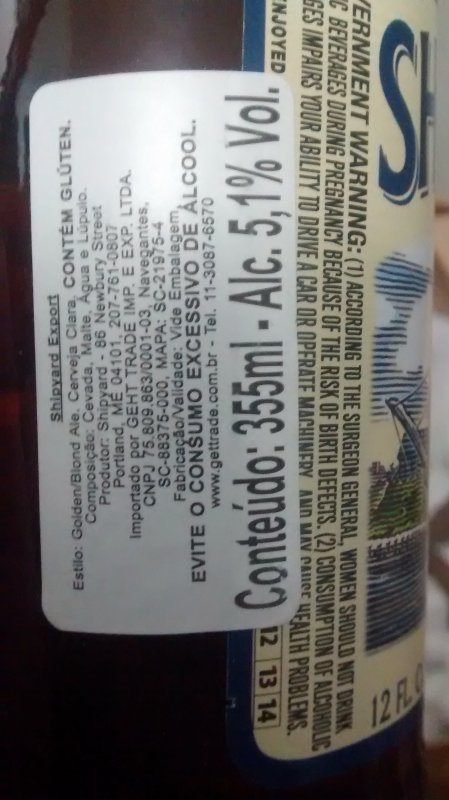 Shipyard Export
Estilo: Golden/Blond Ale, Cerveja Clara, CONTÉM GLÚTEN.
Composição: Cevada, Malte, Água e Lúpulo.
Produtor: Shipyard - 86 Newbury Street
Portland, ME 04101, 207-761-0807
Importado por GEHT TRADE IMP. E EXP. LTDA.
CNPJ 75.809.863/0001-03, Navegantes,
SC-88375-000, MAPA: SC-21975-4
Fabricação/Validade: Vide Embalagem
EVITE O CONSUMO EXCESSIVO DE ÁLCOOL.
www.gettrade.com.br - Tel. 11-3087-6570
Conteúdo: 355ml - Alc. 5,1% Vol.
VERNMENT WARNING: (1) ACCORDING TO THE SURGEON GENERAL, WOMEN SHOULD NOT DRINK
C BEVERAGES DURING PREGNANCY BECAUSE OF THE RISK OF BIRTH DEFECTS. (2) CONSUMPTION OF ALCOHOLIC
GES IMPAIRS YOUR ABILITY TO DRIVE A CAR OR OPERATE MACHINERY, AND MAY CAUSE HEALTH PROBLEMS.
NJOYED
12 13 14
12 FL.